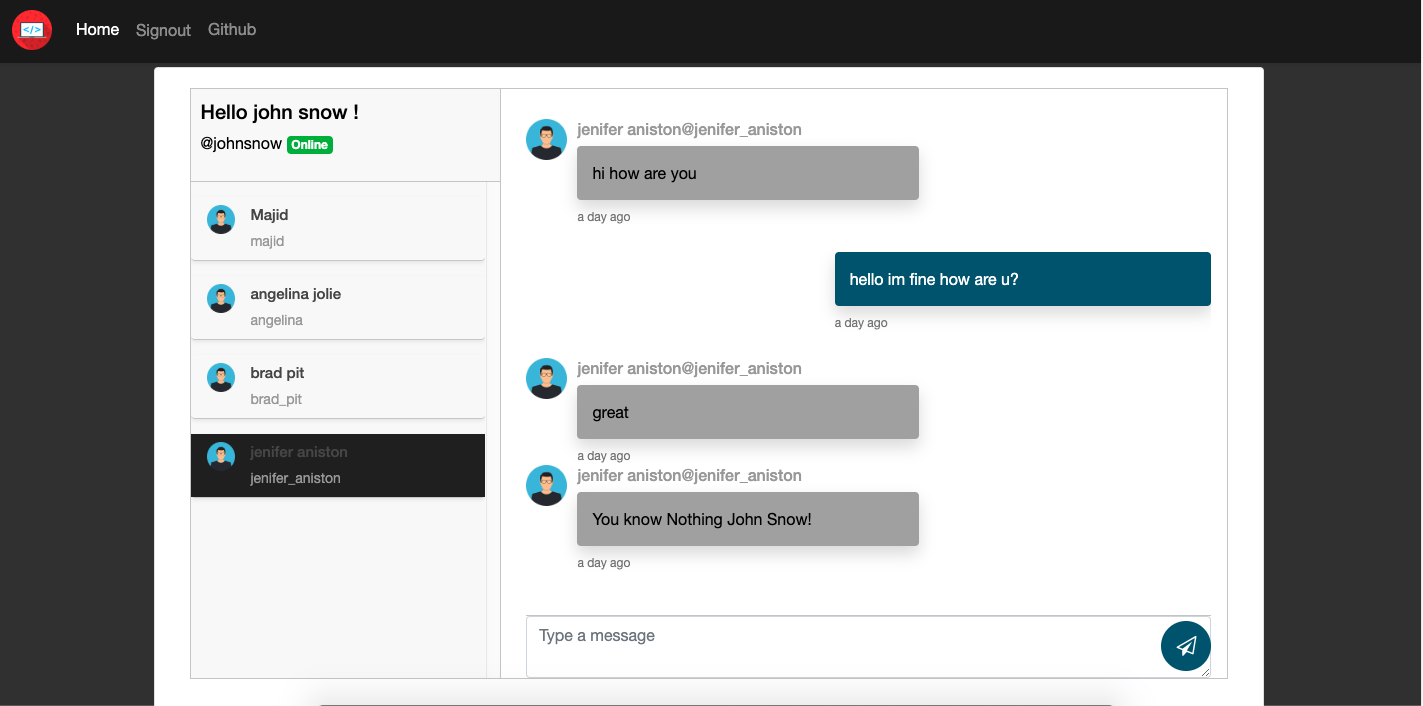 </>
Home Signout Github
Hello john snow !
@johnsnow Online
Majid
majid
angelina jolie
angelina
brad pit
brad_pit
jenifer aniston
jenifer_aniston
jenifer aniston@jenifer_aniston
hi how are you
a day ago
hello im fine how are u?
a day ago
jenifer aniston@jenifer_aniston
great
a day ago
jenifer aniston@jenifer_aniston
You know Nothing John Snow!
a day ago
Type a message